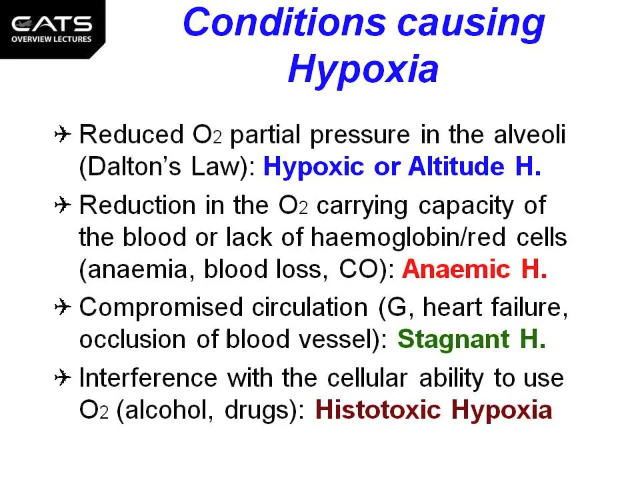 CATS
OVERVIEW LECTURES
Conditions causing
Hypoxia
Reduced O2 partial pressure in the alveoli
(Dalton’s Law): Hypoxic or Altitude H.
Reduction in the O2 carrying capacity of
the blood or lack of haemoglobin/red cells
(anaemia, blood loss, CO): Anaemic H.
Compromised circulation (G, heart failure,
occlusion of blood vessel): Stagnant H.
Interference with the cellular ability to use
O2 (alcohol, drugs): Histotoxic Hypoxia